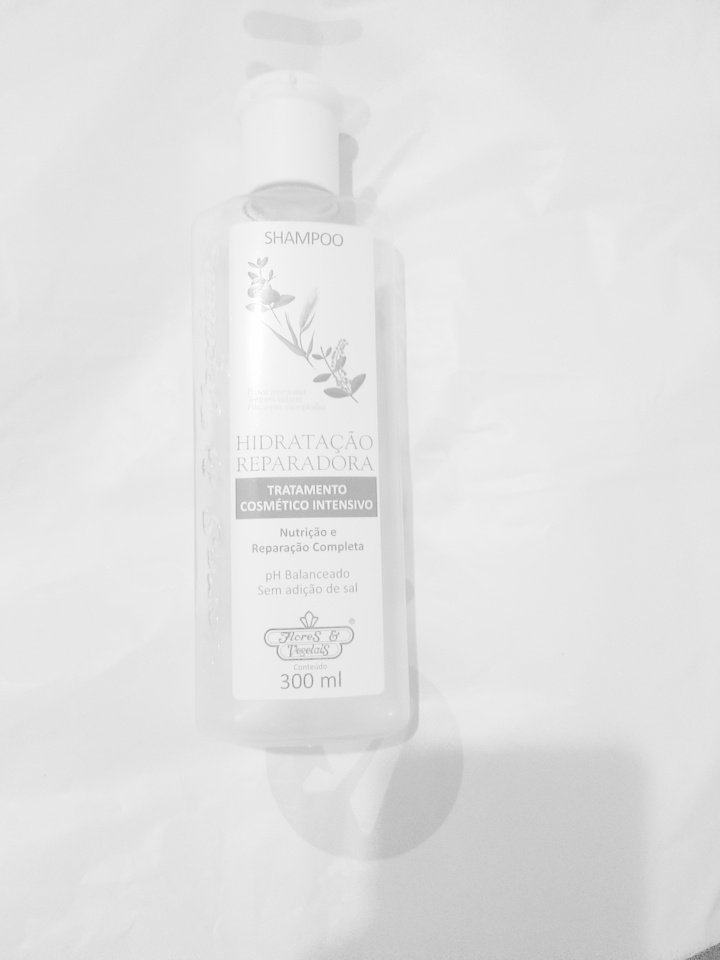 SHAMPOO
HIDRATAÇÃO
REPARADORA
TRATAMENTO
COSMÉTICO INTENSIVO
Nutrição e
Reparação Completa
pH Balanceado
Sem adição de sal
Flores &
Vegetais
®
Conteúdo
300 ml